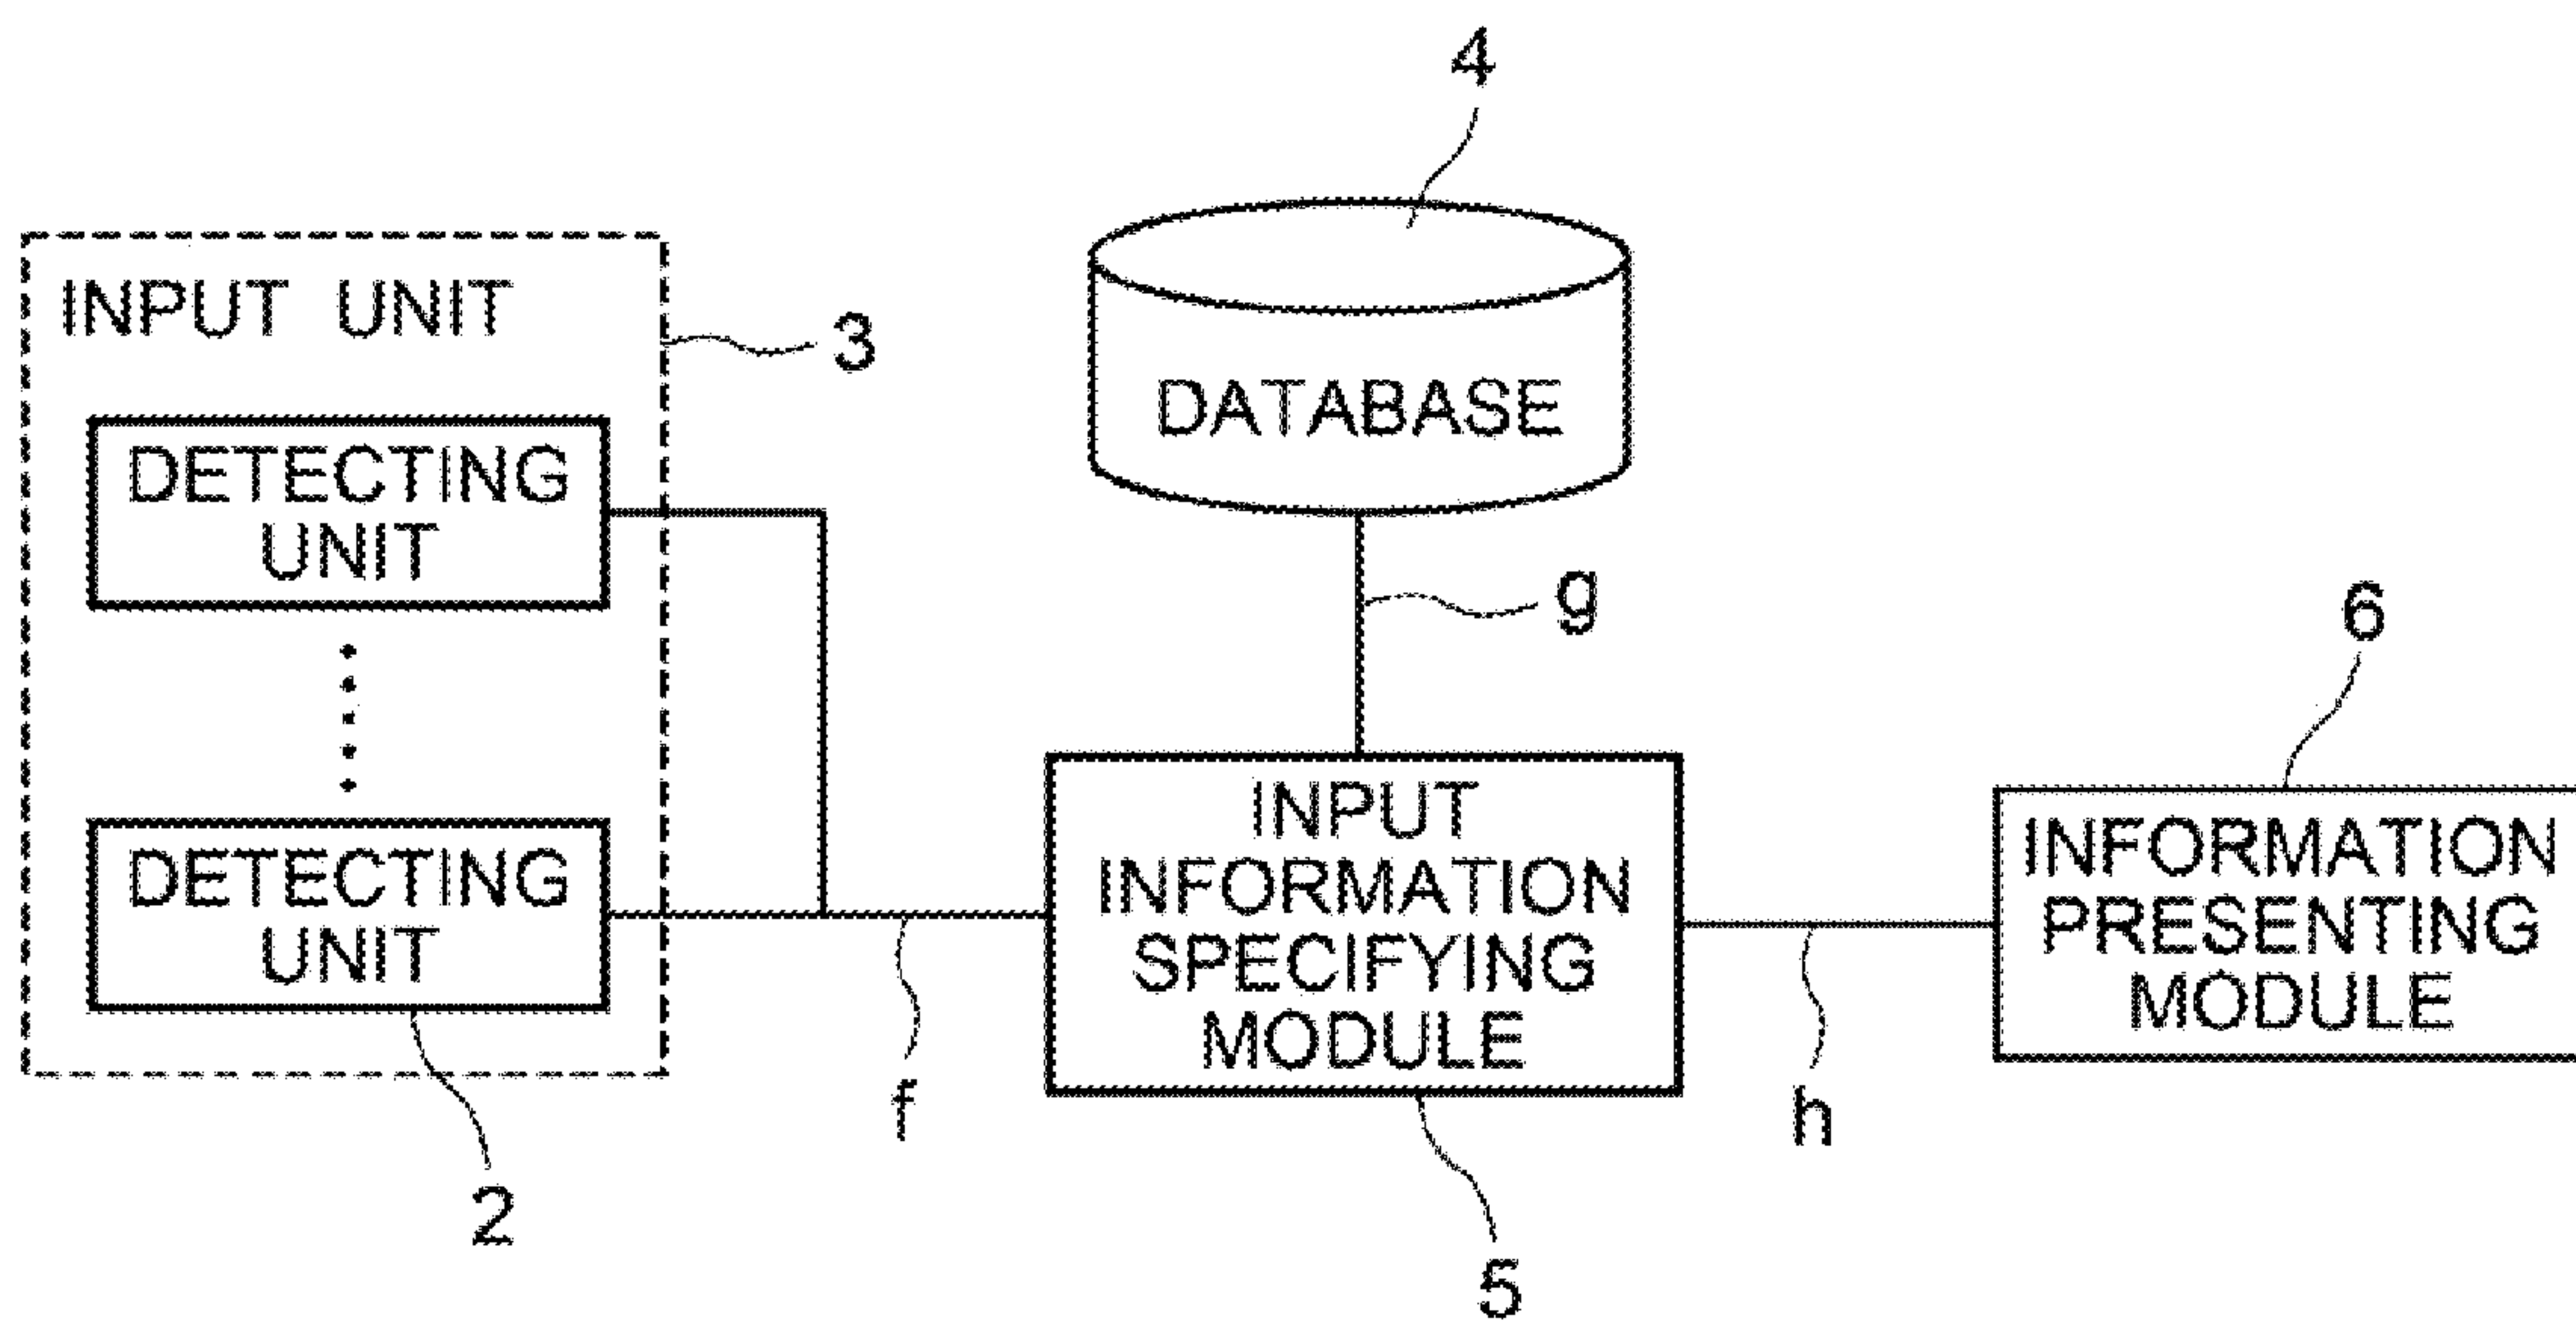 4
INPUT UNIT
3
DETECTING
UNIT
DATABASE
g
6
DETECTING
UNIT
INPUT
INFORMATION
SPECIFYING
MODULE
INFORMATION
PRESENTING
MODULE
f
h
2
5